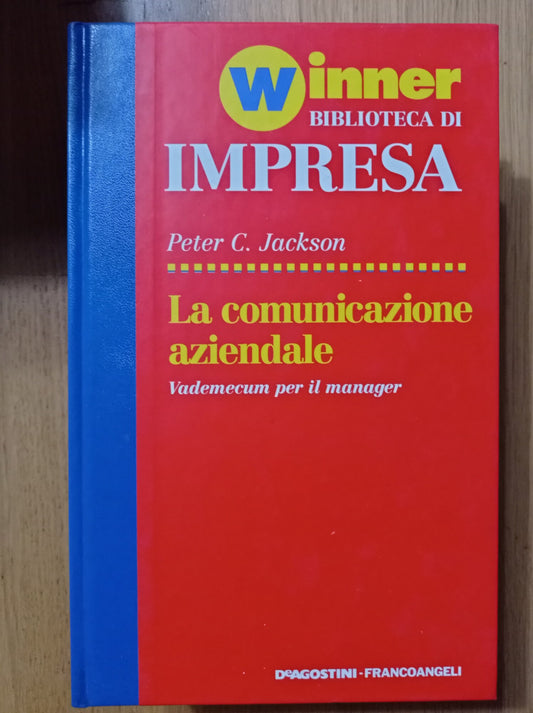 Winner
BIBLIOTECA DI
IMPRESA
Peter C. Jackson
La comunicazione
aziendale
Vademecum per il manager
DeAGOSTINI-FRANCOANGELI